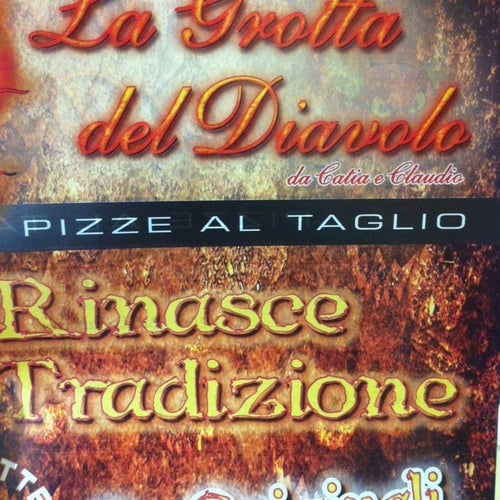 La Grotta
del Diavolo
da Catia e Claudio
PIZZE AL TAGLIO
Rinasce
Tradizione